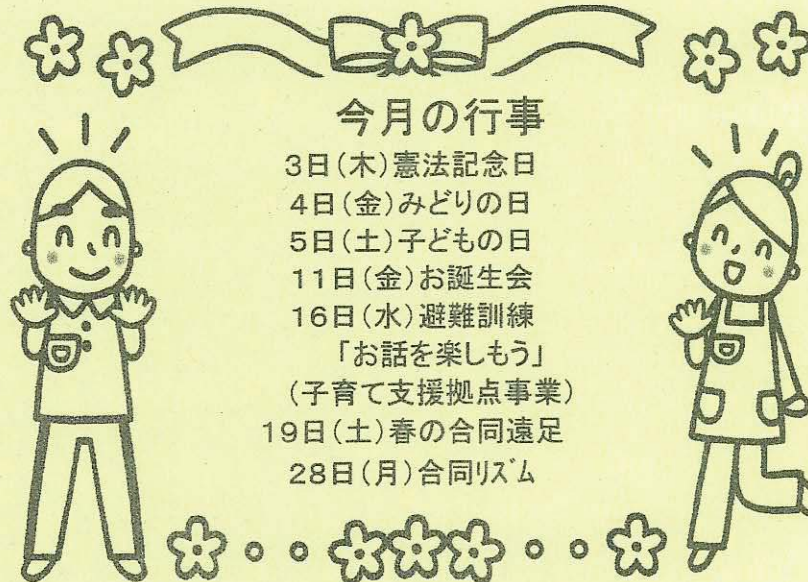 今月の行事
3日(木)憲法記念日
4日(金)みどりの日
5日(土)子どもの日
11日(金)お誕生会
16日(水)避難訓練
「お話を楽しもう」
(子育て支援拠点事業)
19日(土)春の合同遠足
28日(月)合同リズム